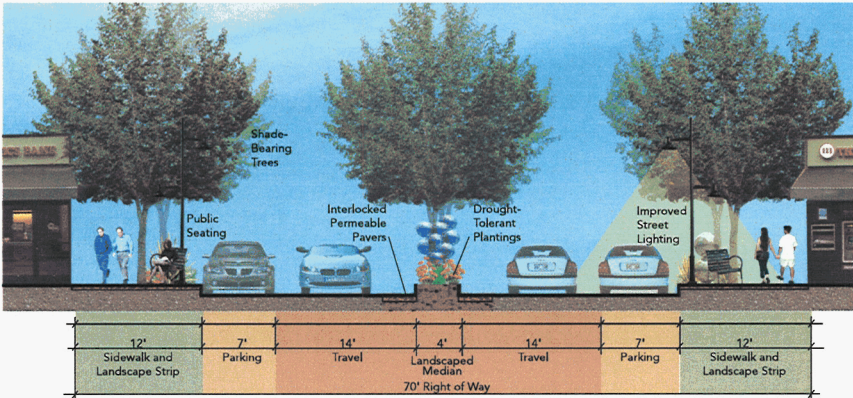 Shade-
Bearing
Trees
Public
Seating
Interlocked
Permeable
Pavers
Drought-
Tolerant
Plantings
Improved
Street
Lighting
12'
7'
14'
4'
14'
7'
12'
Sidewalk and
Landscape Strip
Parking
Travel
Landscaped
Median
Travel
Parking
Sidewalk and
Landscape Strip
70' Right of Way